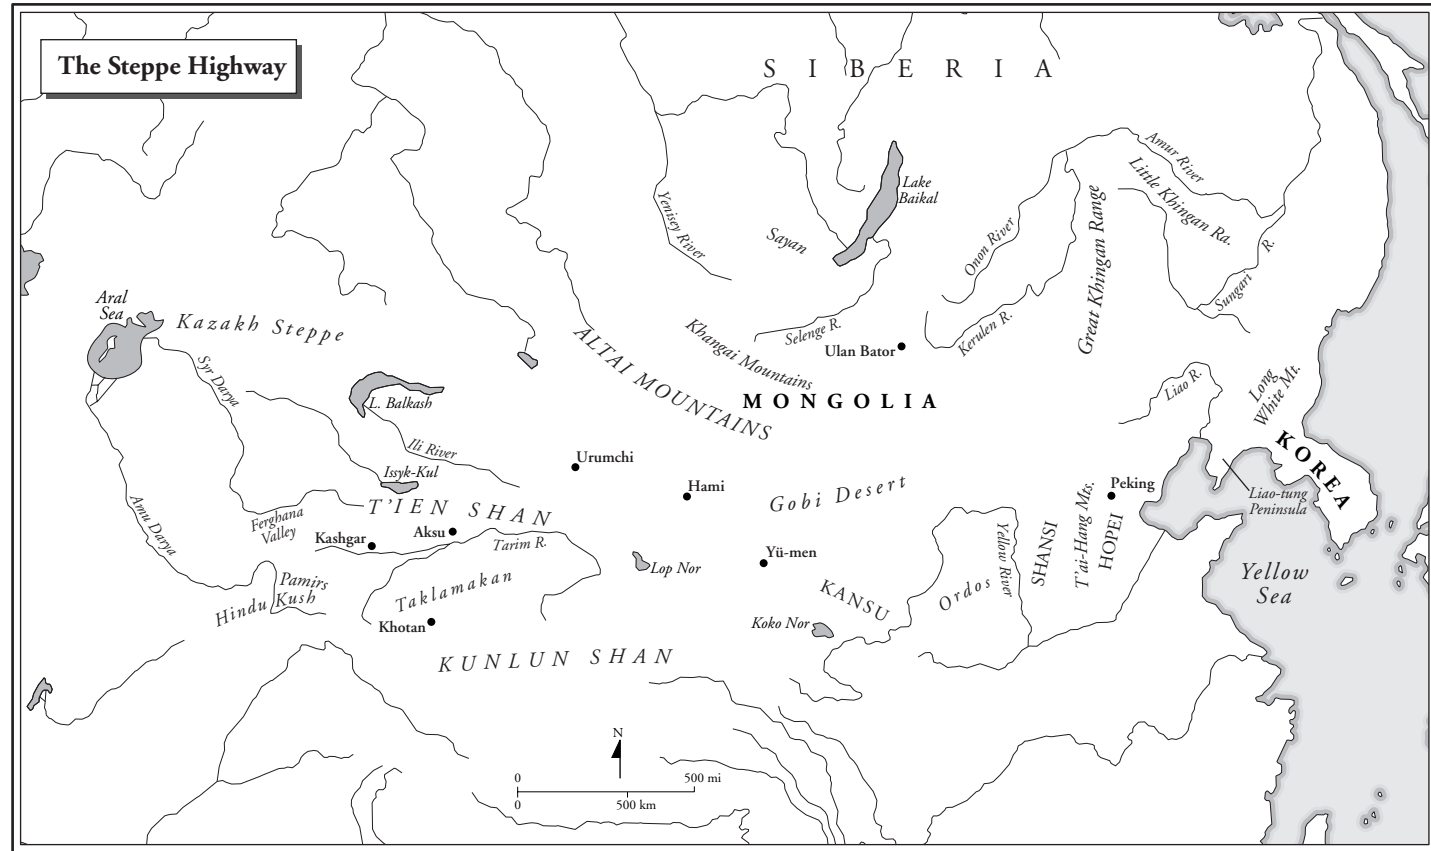 The Steppe Highway
S I B E R I A
Amur River
Little Khingan Ra.
Lake
Baikal
Yenisey River
Sayan
Onon River
Great Khingan Range
Sungari R.
Aral
Sea
Kazakh Steppe
Syr Darya
Khangai Mountains
Selenge R.
Ulan Bator
Kerulen R.
ALTAI MOUNTAINS
MONGOLIA
L. Balkash
Liao R.
Long
White Mt.
KOREA
Ili River
Urumchi
Issyk-Kul
Hami
Gobi Desert
Peking
Liao-tung
Peninsula
T'IEN SHAN
Ferghana
Valley
Amu Darya
Kashgar
Aksu
Tarim R.
Yü-men
Lop Nor
Yellow River
SHANSI
T'ai-Hang Mts.
HOPEI
Yellow
Sea
Pamirs
Hindu Kush
Taklamakan
Khotan
KANSU
Ordos
Koko Nor
KUNLUN SHAN
N
0 500 mi
0 500 km